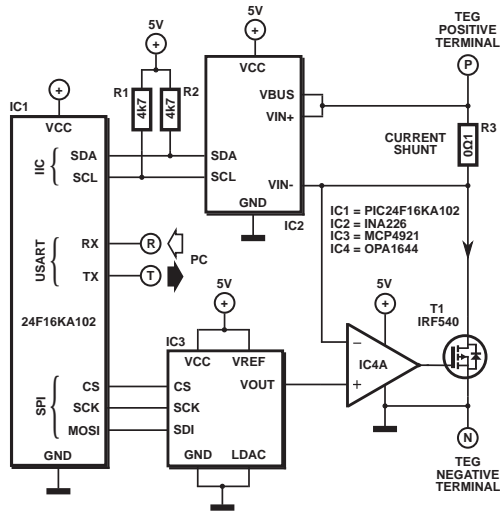 TEG
POSITIVE
TERMINAL
P
5V
5V
+
+
+
R1
R2
4k7
4k7
IC1
VCC
VCC
VBUS
VIN+
R3
0Ω1
CURRENT
SHUNT
IIC
SDA
SCL
SDA
SCL
VIN-
GND
IC2
IC1 = PIC24F16KA102
IC2 = INA226
IC3 = MCP4921
IC4 = OPA1644
USART
RX
TX
R
T
PC
24F16KA102
5V
+
5V
+
T1
IRF540
IC3
VCC
VREF
VOUT
−
+
IC4A
SPI
CS
SCK
MOSI
CS
SCK
SDI
GND
GND
LDAC
N
TEG
NEGATIVE
TERMINAL